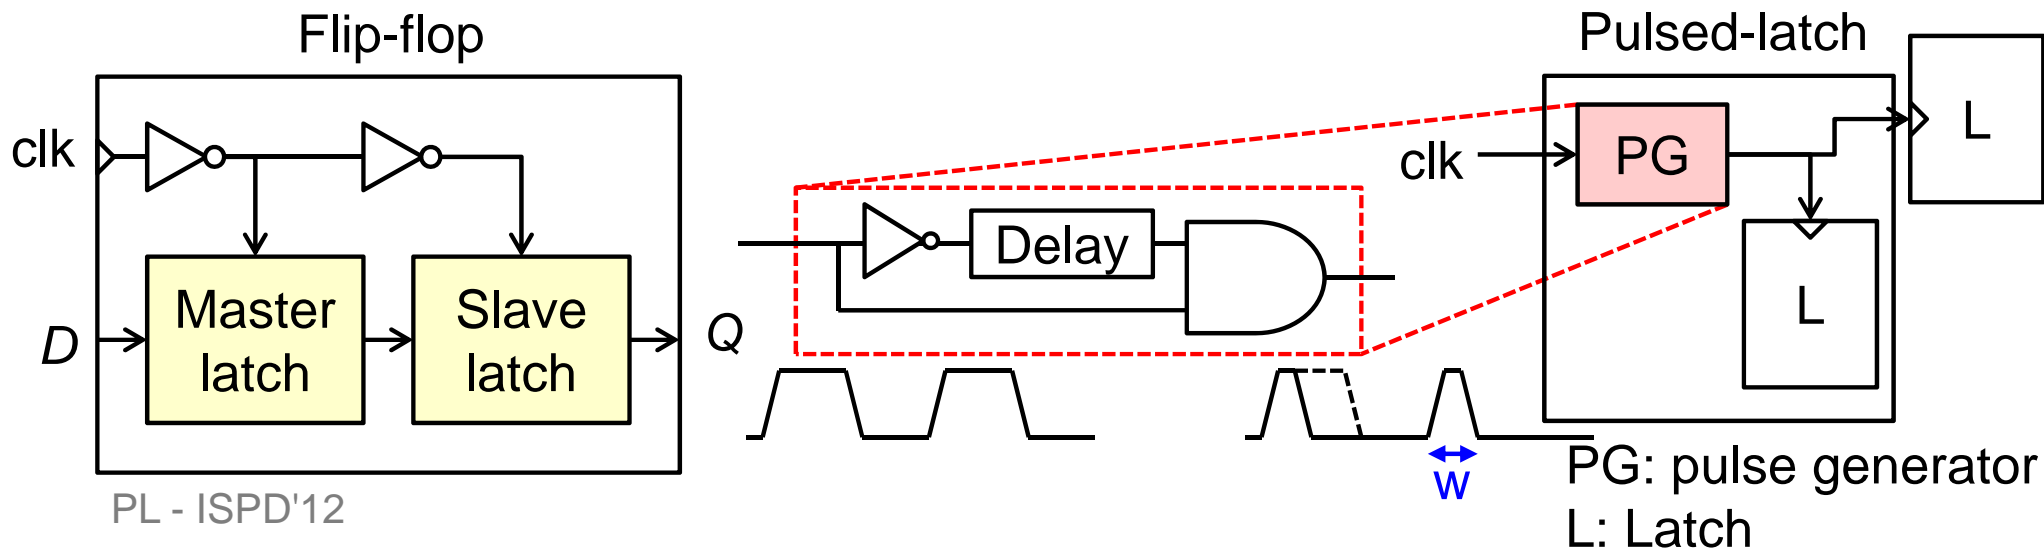 Flip-flop
clk
Master
latch
Slave
latch
D
Q
PL - ISPD'12
Delay
w
Pulsed-latch
clk
PG
L
L
PG: pulse generator
L: Latch